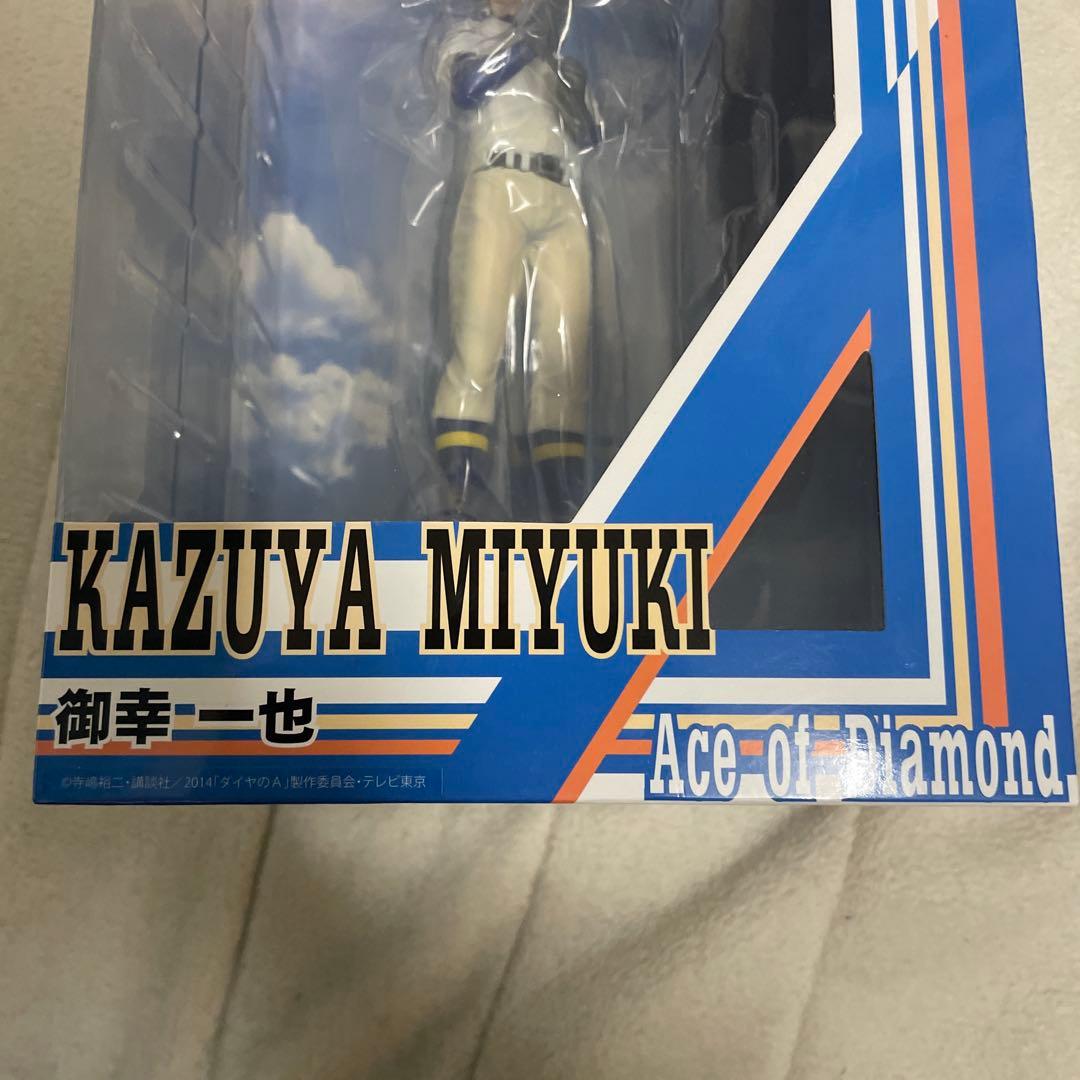 KAZUYA MIYUKI
御幸 一也
©寺嶋裕二・講談社／2014「ダイヤのA」製作委員会・テレビ東京
Ace of Diamond